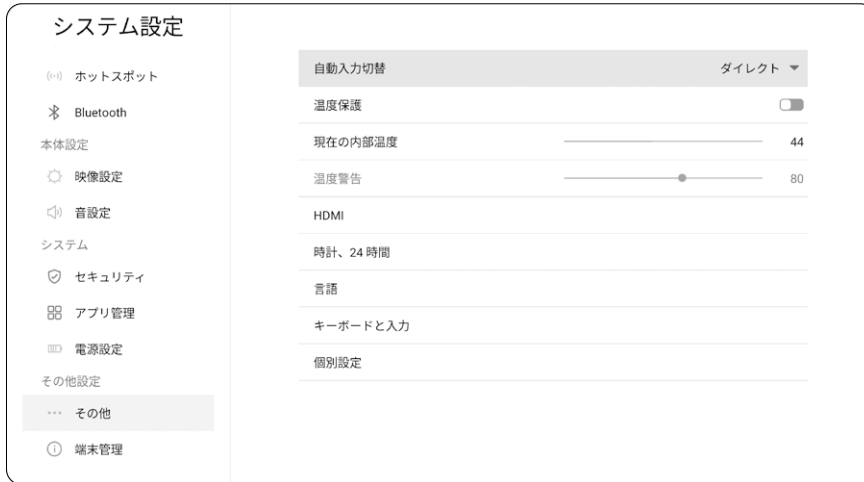 システム設定
ホットスポット
Bluetooth
本体設定
映像設定
音設定
システム
セキュリティ
アプリ管理
電源設定
その他設定
その他
端末管理
自動入力切替 ダイレクト
温度保護
現在の内部温度 44
温度警告 80
HDMI
時計、24 時間
言語
キーボードと入力
個別設定